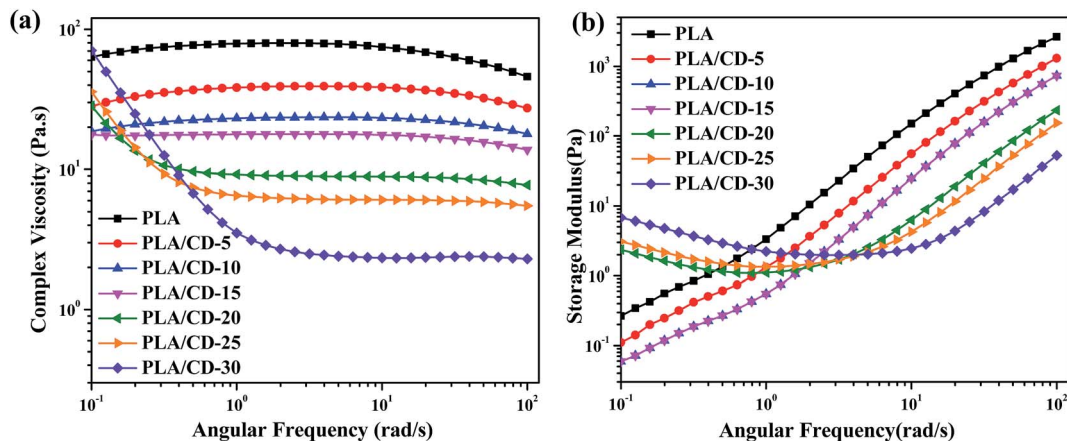 (a)
Complex Viscosity (Pa.s)
10²
10¹
10⁰
PLA
PLA/CD-5
PLA/CD-10
PLA/CD-15
PLA/CD-20
PLA/CD-25
PLA/CD-30
10⁻¹ 10⁰ 10¹ 10²
Angular Frequency (rad/s)
(b)
Storage Modulus(Pa)
10³
10²
10¹
10⁰
10⁻¹
PLA
PLA/CD-5
PLA/CD-10
PLA/CD-15
PLA/CD-20
PLA/CD-25
PLA/CD-30
10⁻¹ 10⁰ 10¹ 10²
Angular Frequency(rad/s)